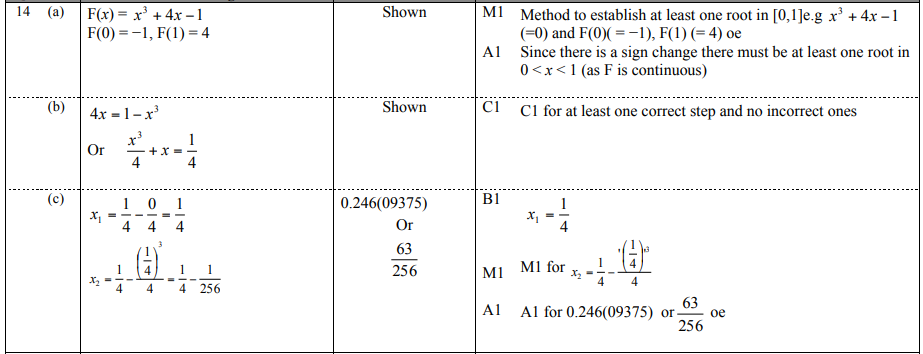 14 (a) F(x) = x³ + 4x – 1 Shown M1 Method to establish at least one root in [0,1]e.g x³ + 4x – 1
F(0) = –1, F(1) = 4 (=0) and F(0)( = –1), F(1) (= 4) oe
A1 Since there is a sign change there must be at least one root in
0 < x < 1 (as F is continuous)
(b) 4x = 1 – x³ Shown C1 C1 for at least one correct step and no incorrect ones
Or x³/4 + x = 1/4
(c) x₁ = 1/4 – 0/4 = 1/4 0.246(09375) B1 x₁ = 1/4
Or
x₂ = 1/4 – (1/4)³/4 = 1/4 – 1/256 63/256 M1 M1 for x₂ = 1/4 – '(1/4)'³/4
A1 A1 for 0.246(09375) or 63/256 oe